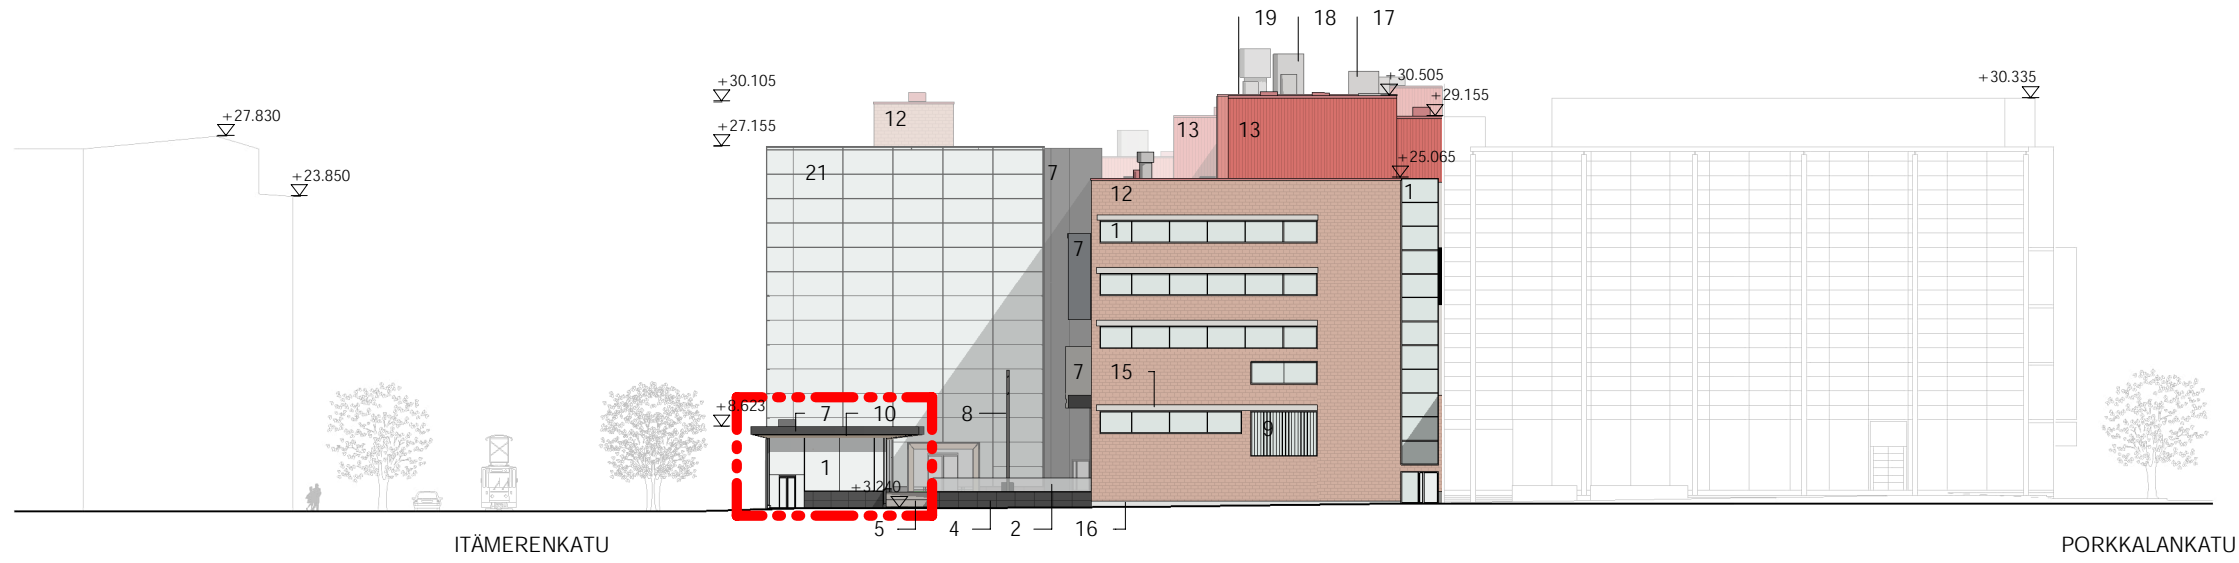 19 18 17
+30.105 +30.505 +30.335
+29.155
+27.830 +27.155 12 13 13
+25.065
+23.850 21 7 12 1
1
7
7 15
+8.623 7 10 8 9
1
+3.240
5 4 2 16
ITÄMERENKATU PORKKALANKATU